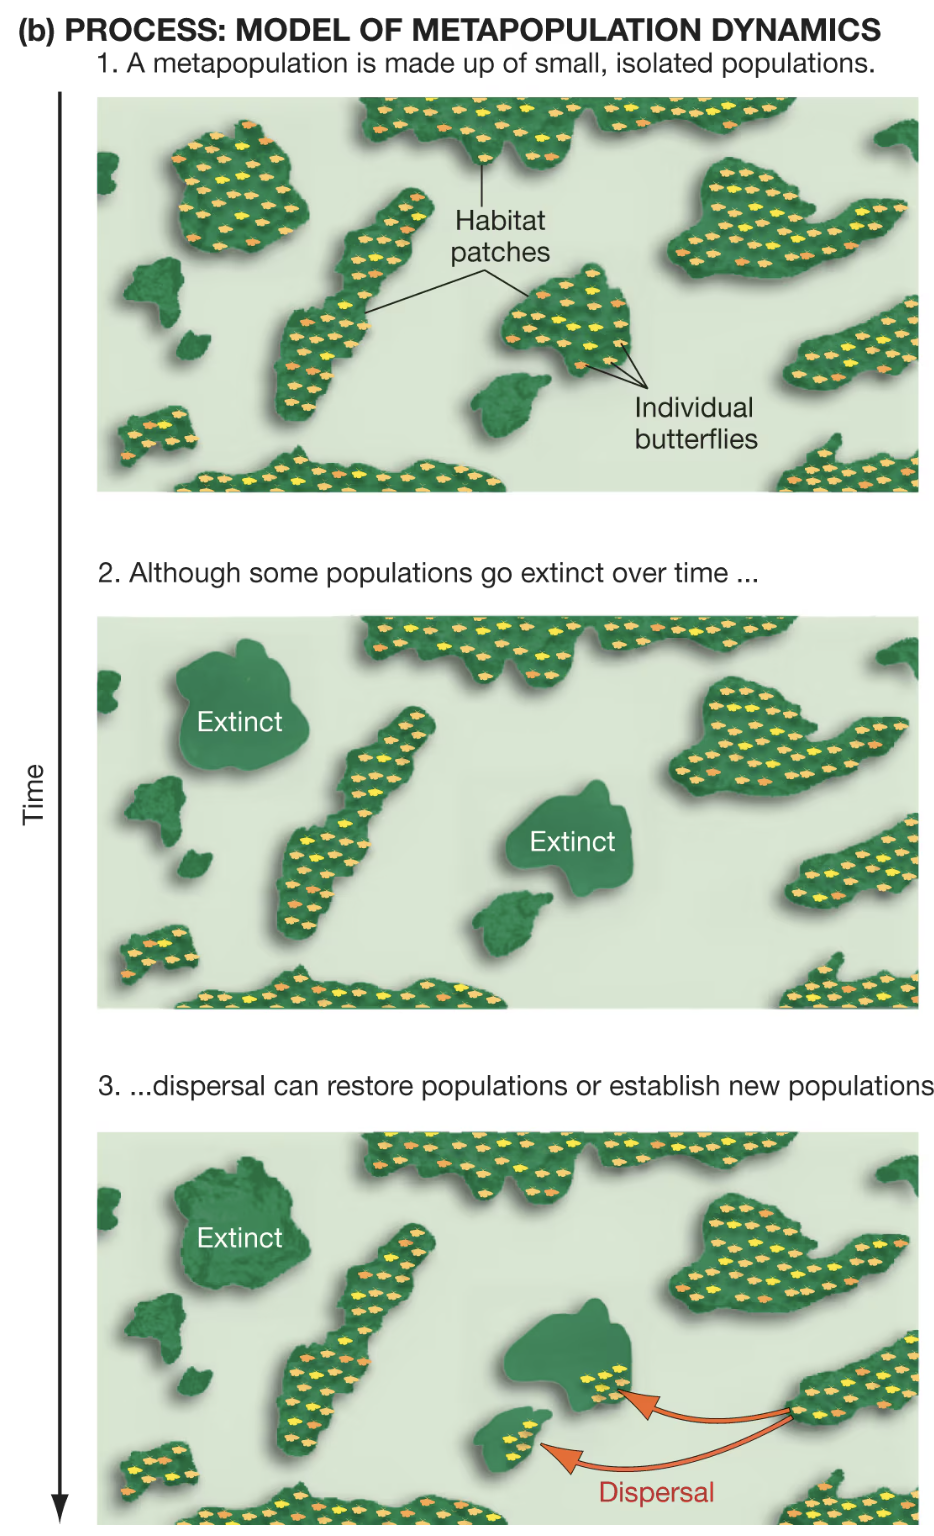 (b) PROCESS: MODEL OF METAPOPULATION DYNAMICS
1. A metapopulation is made up of small, isolated populations.
Habitat
patches
Individual
butterflies
2. Although some populations go extinct over time ...
Extinct
Extinct
Time
3. ...dispersal can restore populations or establish new populations
Extinct
Dispersal